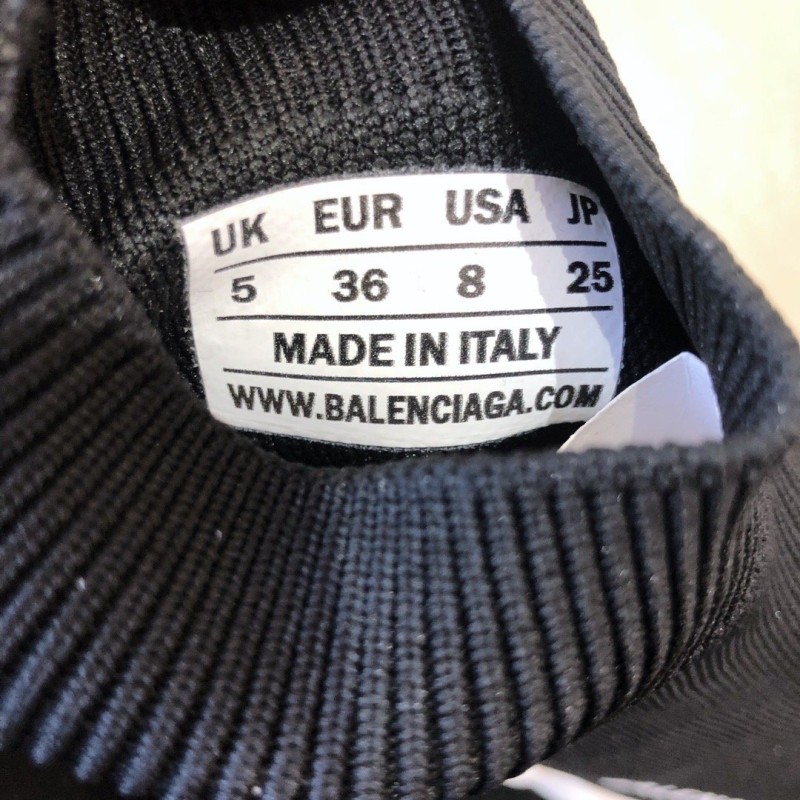 UK EUR USA JP
5 36 8 25
MADE IN ITALY
WWW.BALENCIAGA.COM